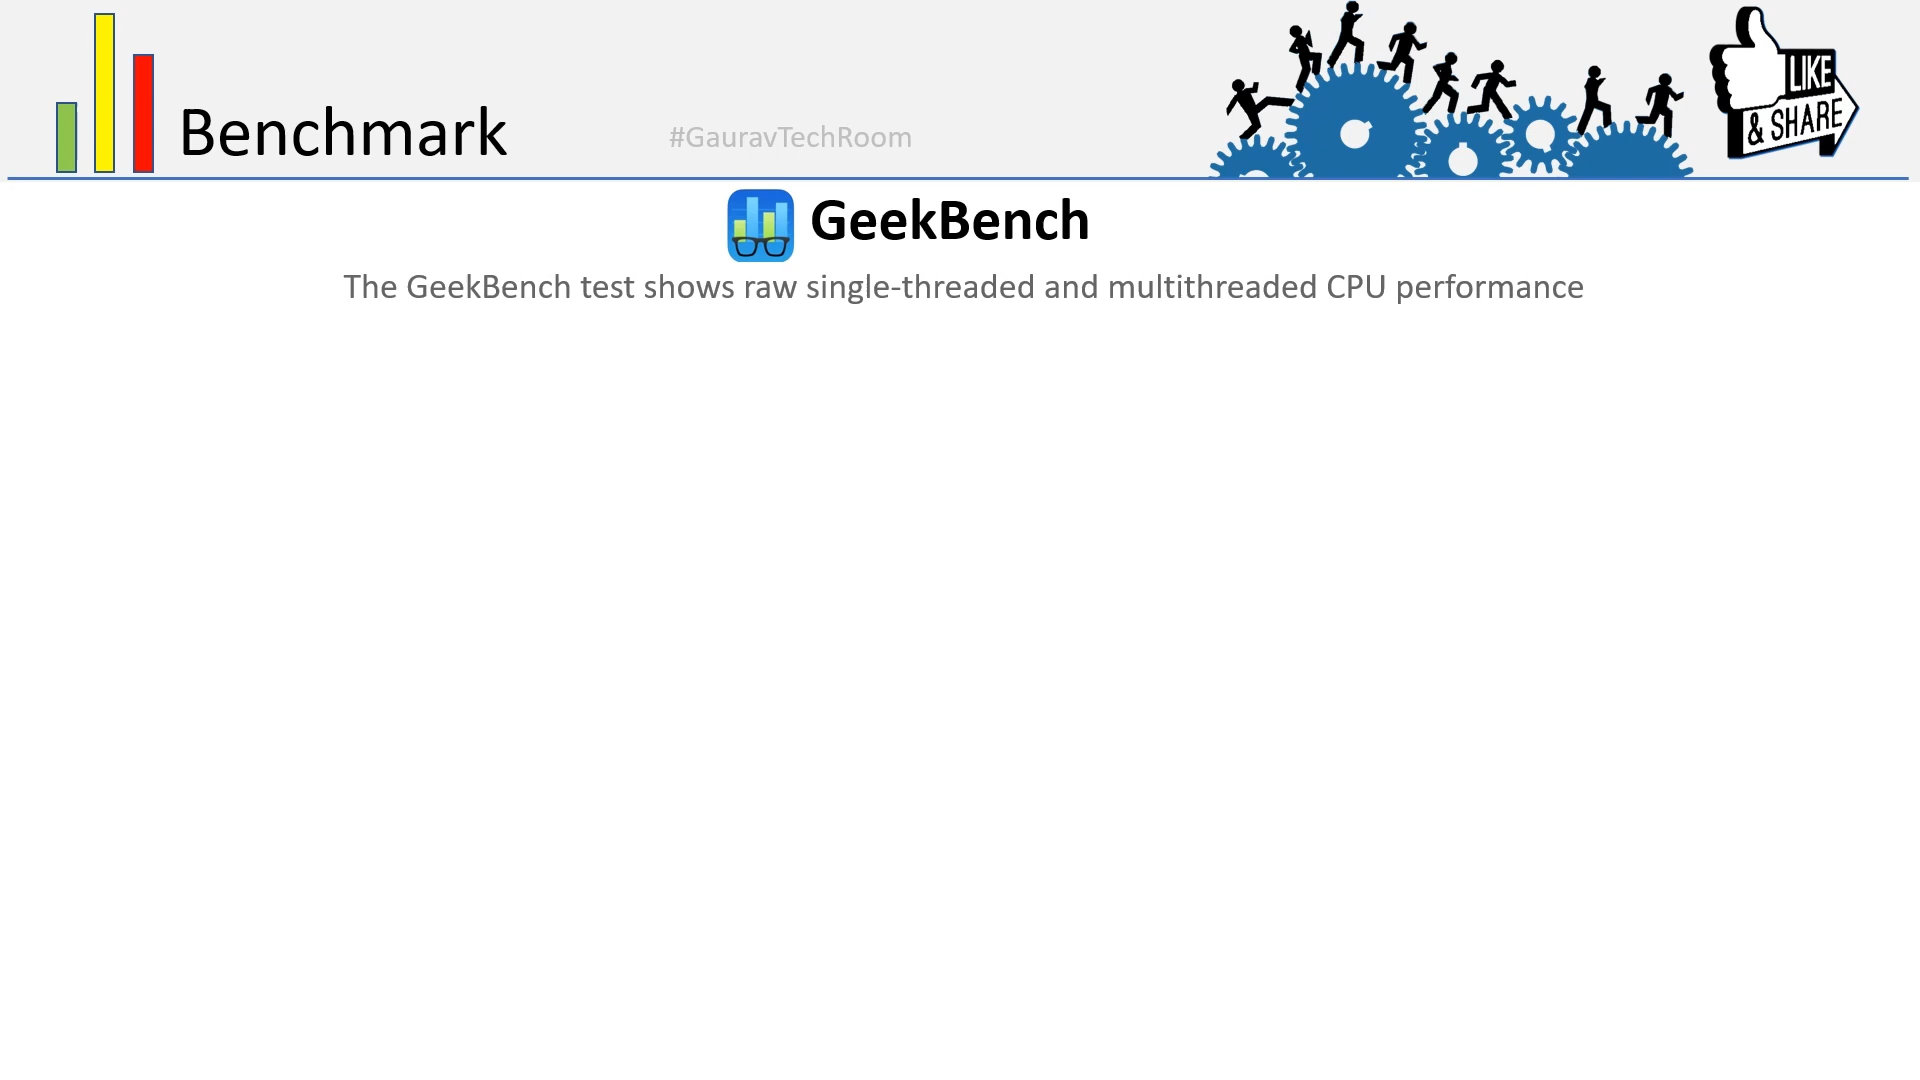 LIKE
& SHARE
Benchmark
#GauravTechRoom
GeekBench
The GeekBench test shows raw single-threaded and multithreaded CPU performance